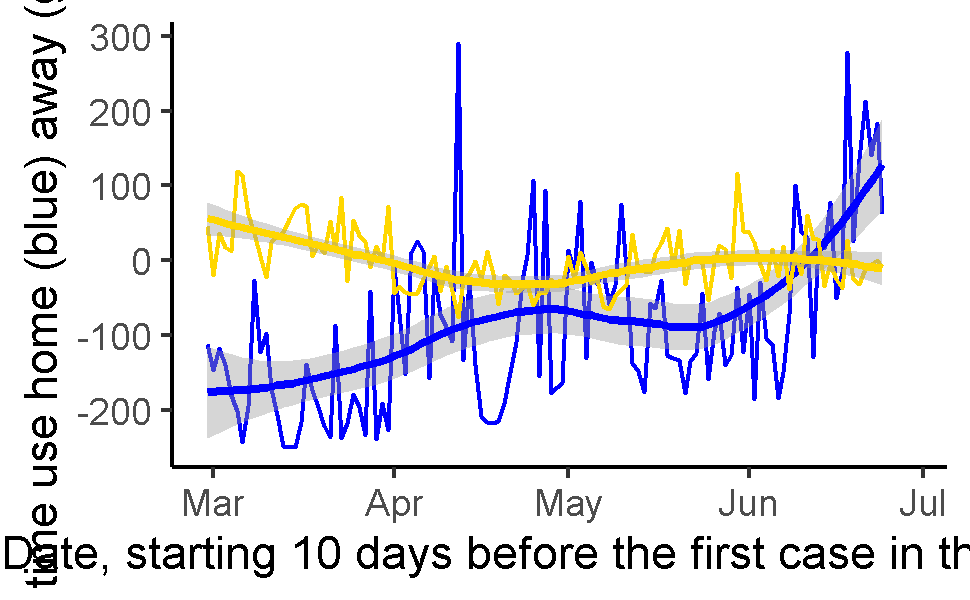 time use home (blue) away (
300
200
100
0
-100
-200
Mar Apr May Jun Jul
Date, starting 10 days before the first case in th